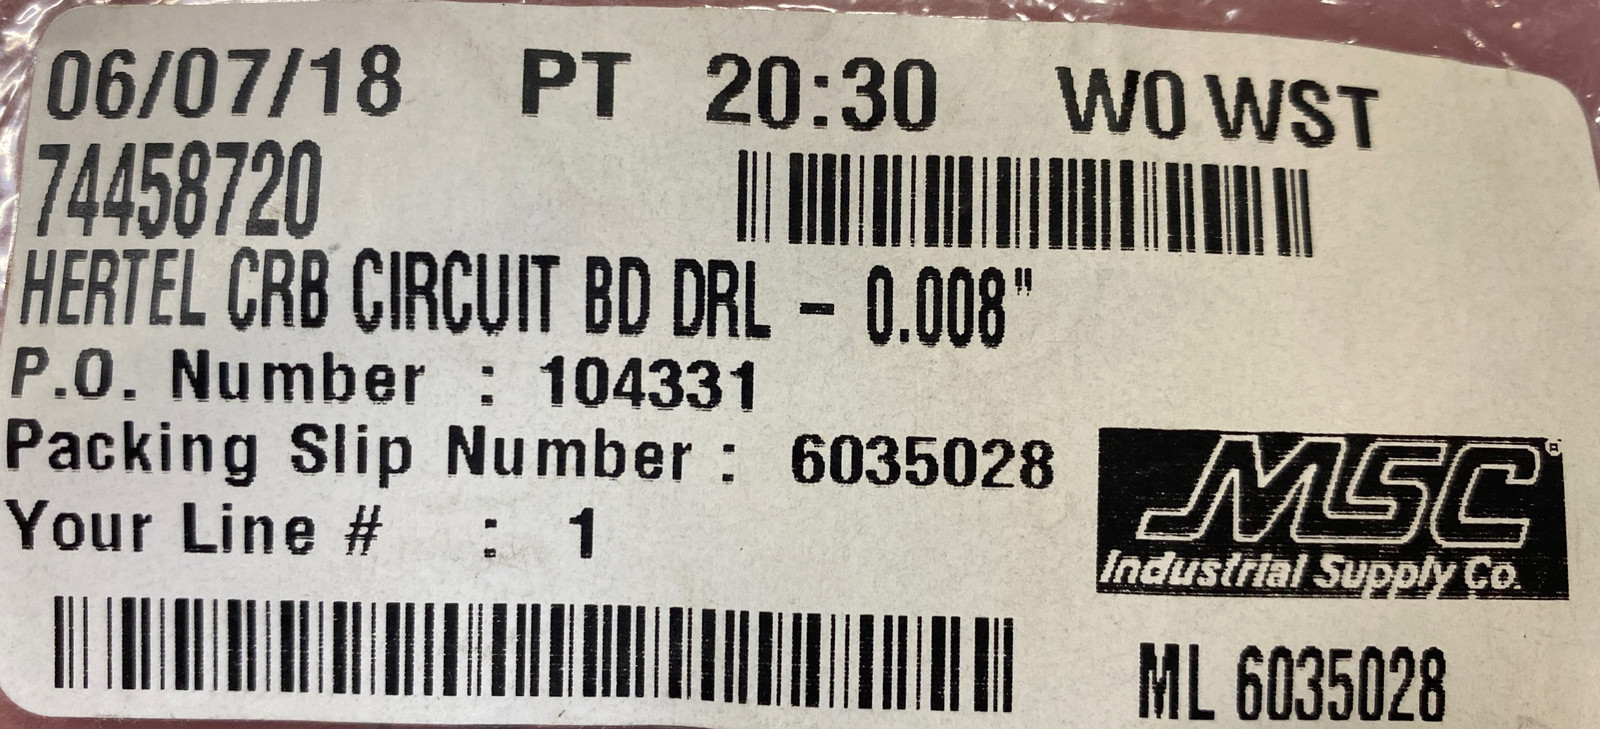 06/07/18 PT 20:30 W0 WST
74458720
HERTEL CRB CIRCUIT BD DRL - 0.008"
P.O. Number : 104331
Packing Slip Number : 6035028
Your Line # : 1
MSC®
Industrial Supply Co.
ML 6035028